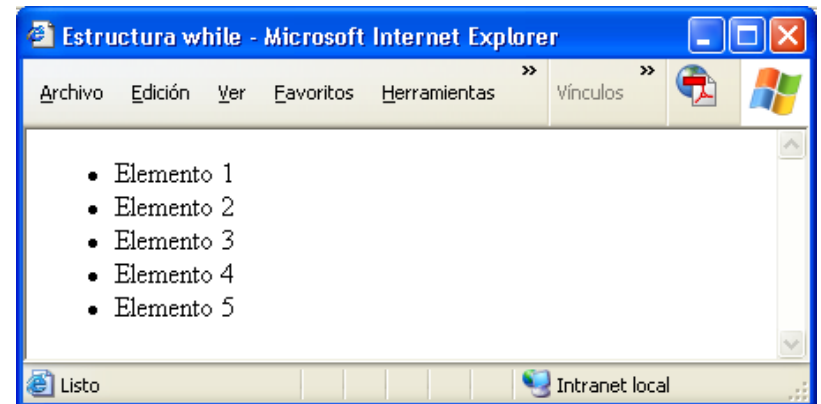 Estructura while - Microsoft Internet Explorer
Archivo Edición Ver Favoritos Herramientas » Vínculos »
• Elemento 1
• Elemento 2
• Elemento 3
• Elemento 4
• Elemento 5
Listo Intranet local